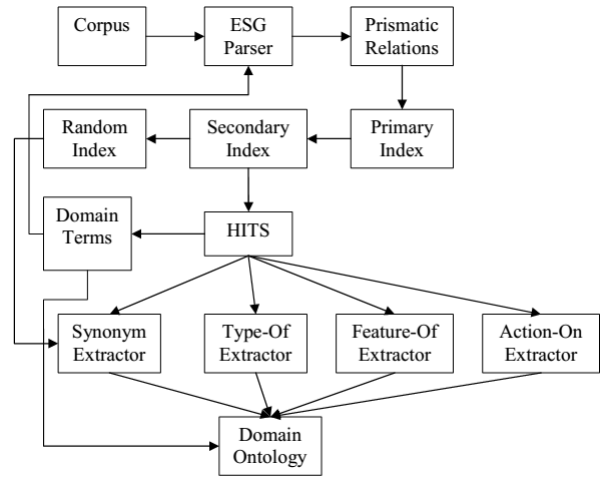 Corpus
ESG
Parser
Prismatic
Relations
Random
Index
Secondary
Index
Primary
Index
Domain
Terms
HITS
Synonym
Extractor
Type-Of
Extractor
Feature-Of
Extractor
Action-On
Extractor
Domain
Ontology